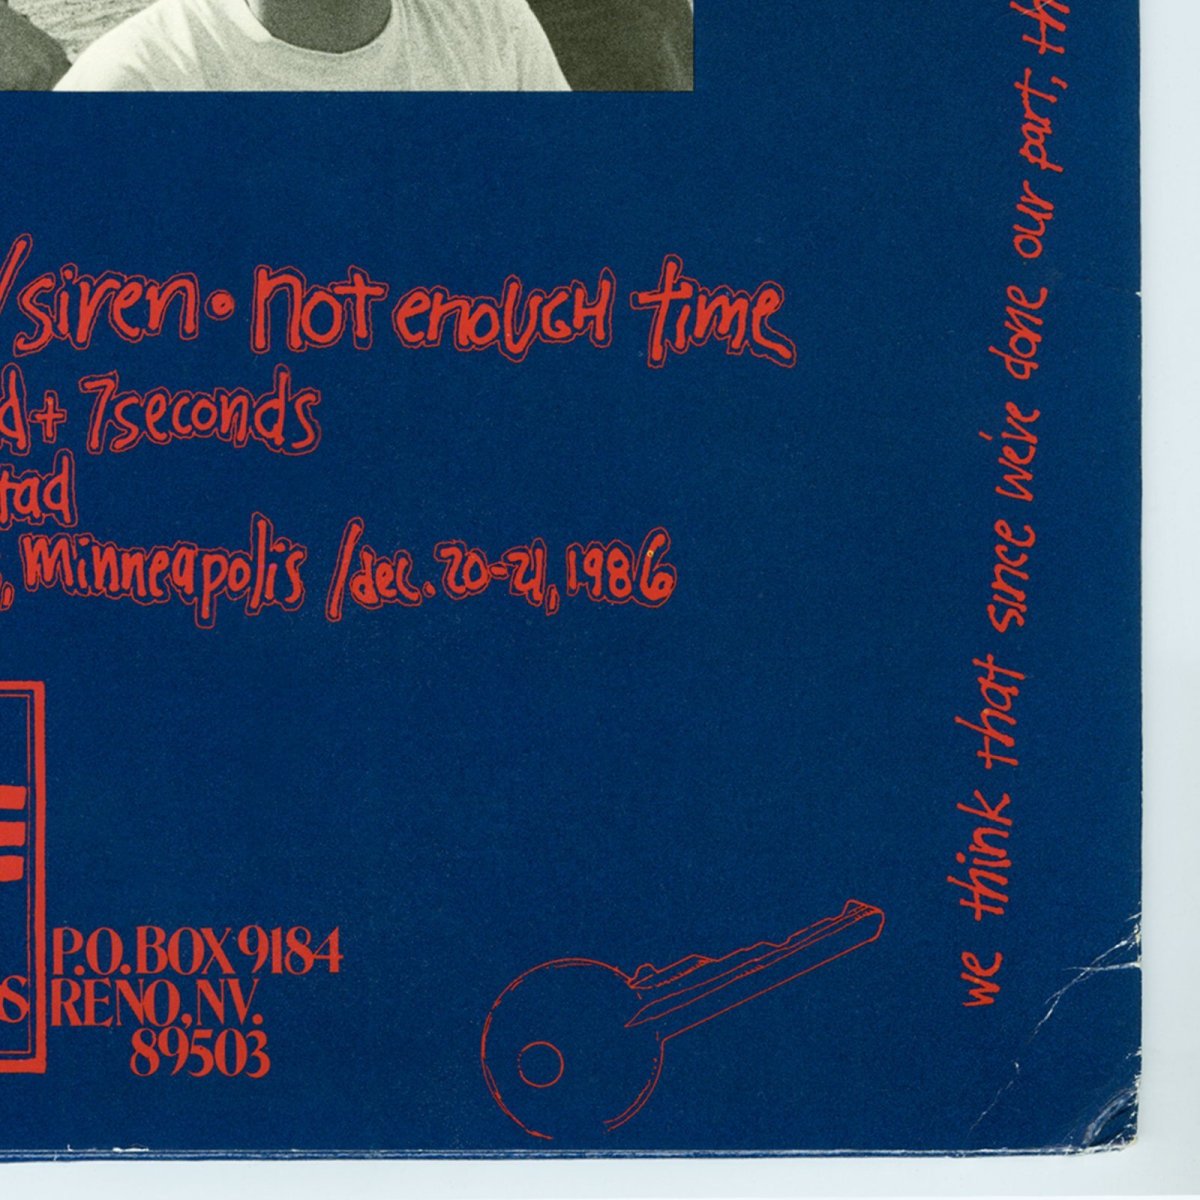 /siren • not enough time
+ 7seconds
, minneapolis /dec. 20-21, 1986
P.O. BOX 9184
RENO, NV.
89503
we think that since we've done our part,